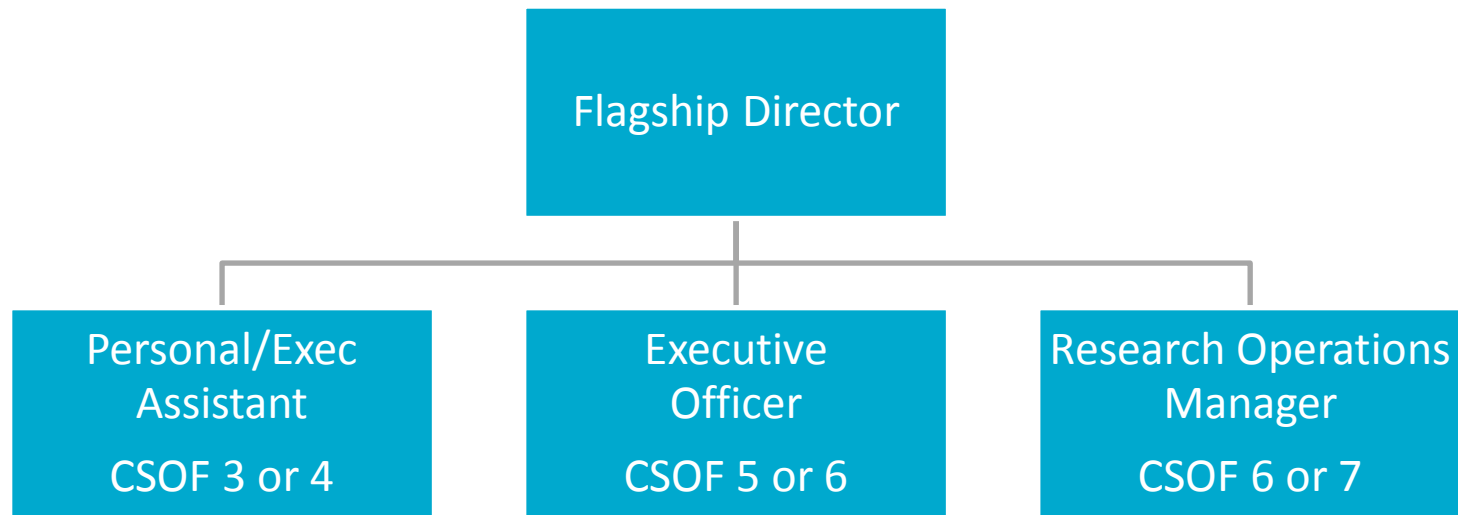 Flagship Director
Personal/Exec
Assistant
CSOF 3 or 4
Executive
Officer
CSOF 5 or 6
Research Operations
Manager
CSOF 6 or 7